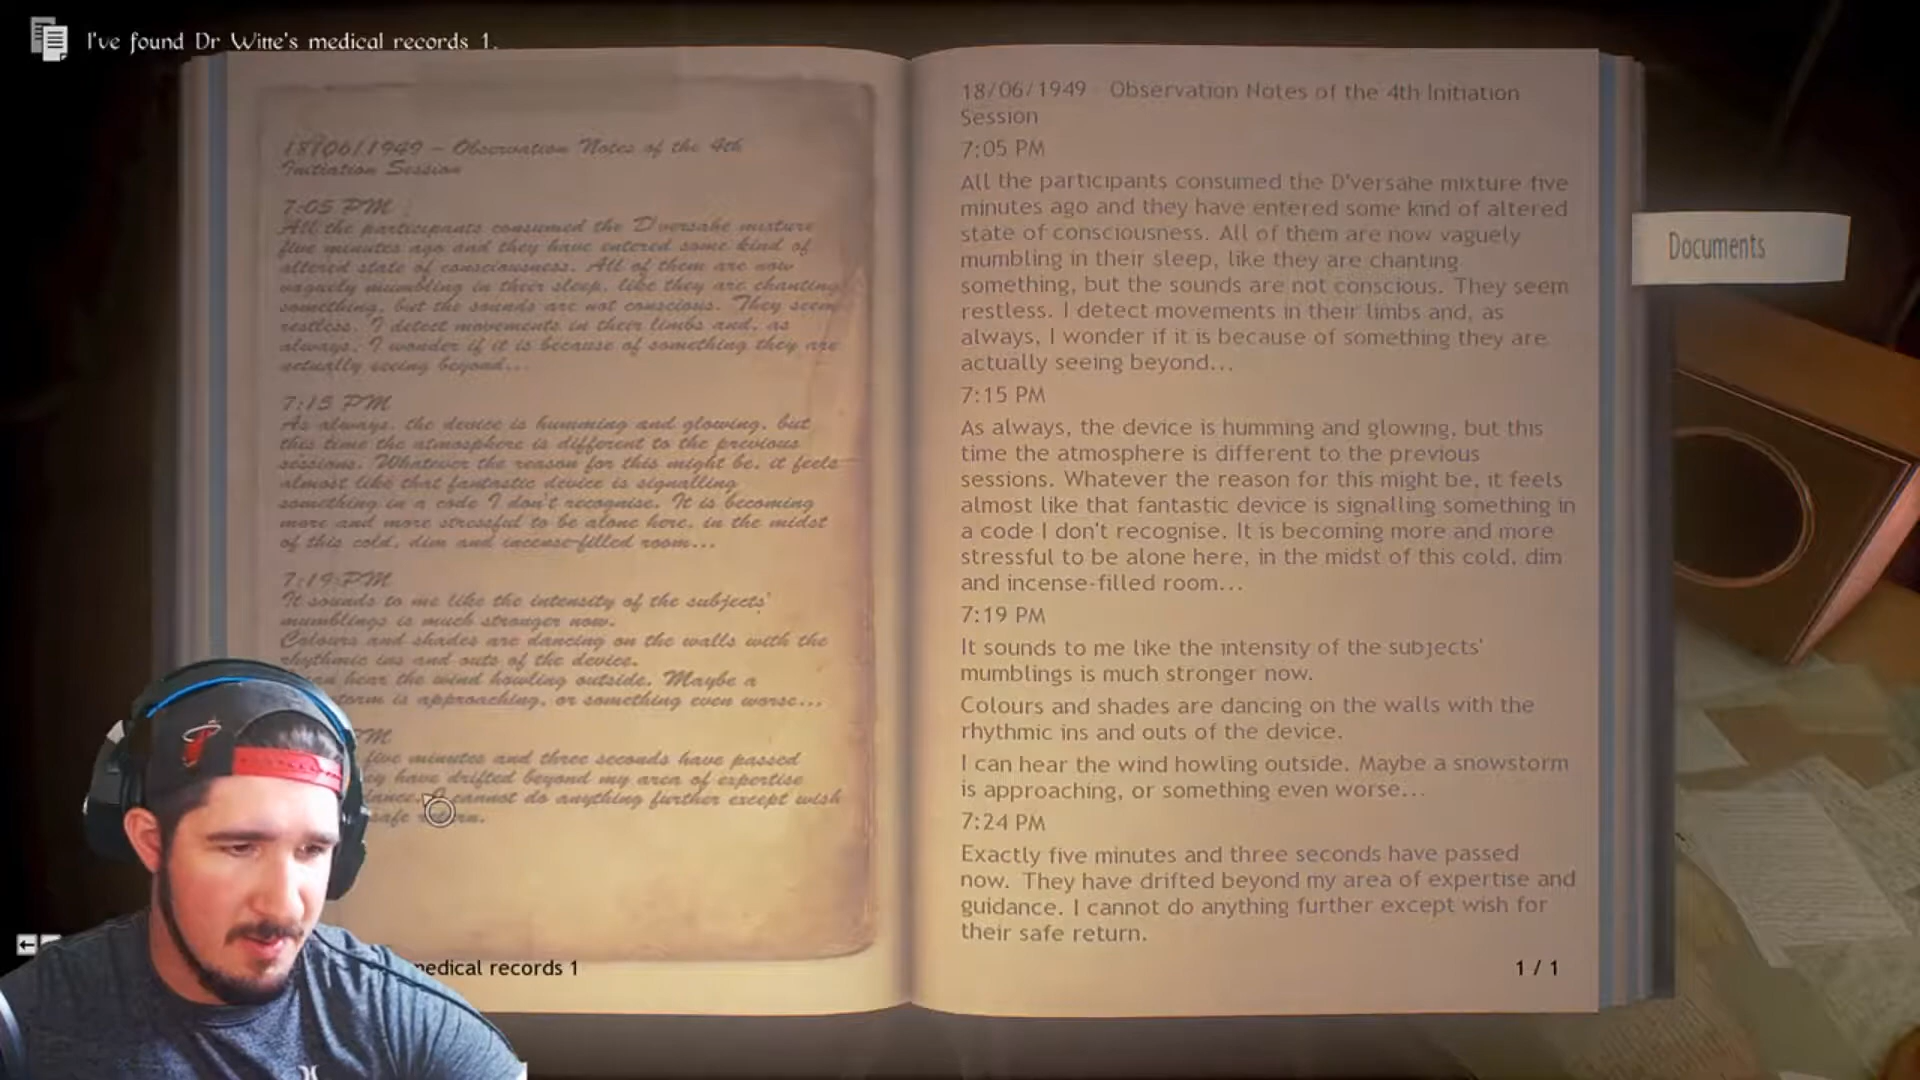 I've found Dr Witte's medical records 1.
18/06/1949 – Observation Notes of the 4th
Initiation Session
7:05 PM
All the participants consumed the D'versahe mixture
five minutes ago and they have entered some kind of
altered state of consciousness. All of them are now
vaguely mumbling in their sleep, like they are chanting
something, but the sounds are not conscious. They seem
restless. I detect movements in their limbs and, as
always, I wonder if it is because of something they are
actually seeing beyond...
7:15 PM
As always, the device is humming and glowing, but
this time the atmosphere is different to the previous
sessions. Whatever the reason for this might be, it feels
almost like that fantastic device is signalling
something in a code I don't recognise. It is becoming
more and more stressful to be alone here, in the midst
of this cold, dim and incense-filled room...
7:19 PM
It sounds to me like the intensity of the subjects'
mumblings is much stronger now.
Colours and shades are dancing on the walls with the
rhythmic ins and outs of the device.
can hear the wind howling outside. Maybe a
storm is approaching, or something even worse...
PM
five minutes and three seconds have passed
have drifted beyond my area of expertise
I cannot do anything further except wish
safe
medical records 1
18/06/1949 Observation Notes of the 4th Initiation
Session
7:05 PM
All the participants consumed the D'versahe mixture five
minutes ago and they have entered some kind of altered
state of consciousness. All of them are now vaguely
mumbling in their sleep, like they are chanting
something, but the sounds are not conscious. They seem
restless. I detect movements in their limbs and, as
always, I wonder if it is because of something they are
actually seeing beyond...
7:15 PM
As always, the device is humming and glowing, but this
time the atmosphere is different to the previous
sessions. Whatever the reason for this might be, it feels
almost like that fantastic device is signalling something in
a code I don't recognise. It is becoming more and more
stressful to be alone here, in the midst of this cold, dim
and incense-filled room...
7:19 PM
It sounds to me like the intensity of the subjects'
mumblings is much stronger now.
Colours and shades are dancing on the walls with the
rhythmic ins and outs of the device.
I can hear the wind howling outside. Maybe a snowstorm
is approaching, or something even worse...
7:24 PM
Exactly five minutes and three seconds have passed
now. They have drifted beyond my area of expertise and
guidance. I cannot do anything further except wish for
their safe return.
1 / 1
Documents